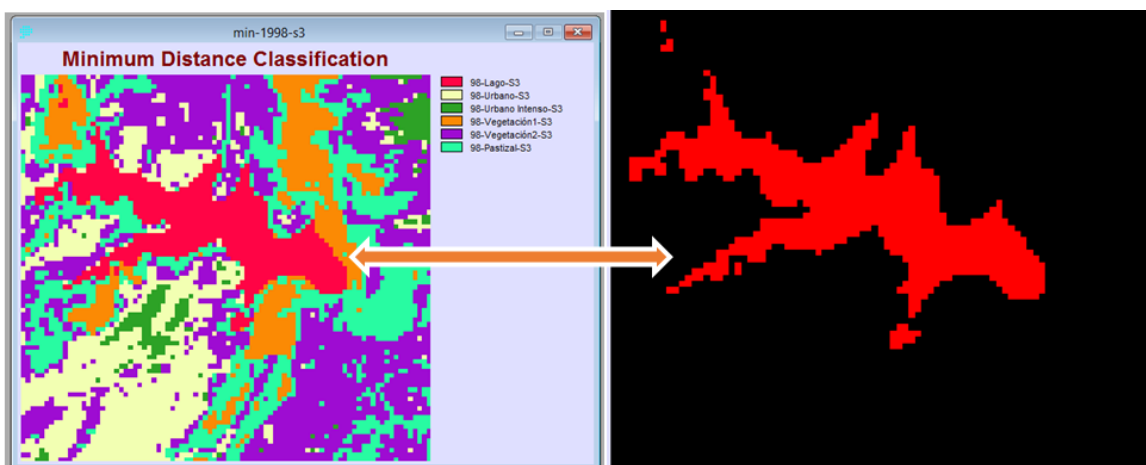 min-1998-s3
Minimum Distance Classification
98-Lago-S3
98-Urbano-S3
98-Urbano Intenso-S3
98-Vegetación1-S3
98-Vegetación2-S3
98-Pastizal-S3